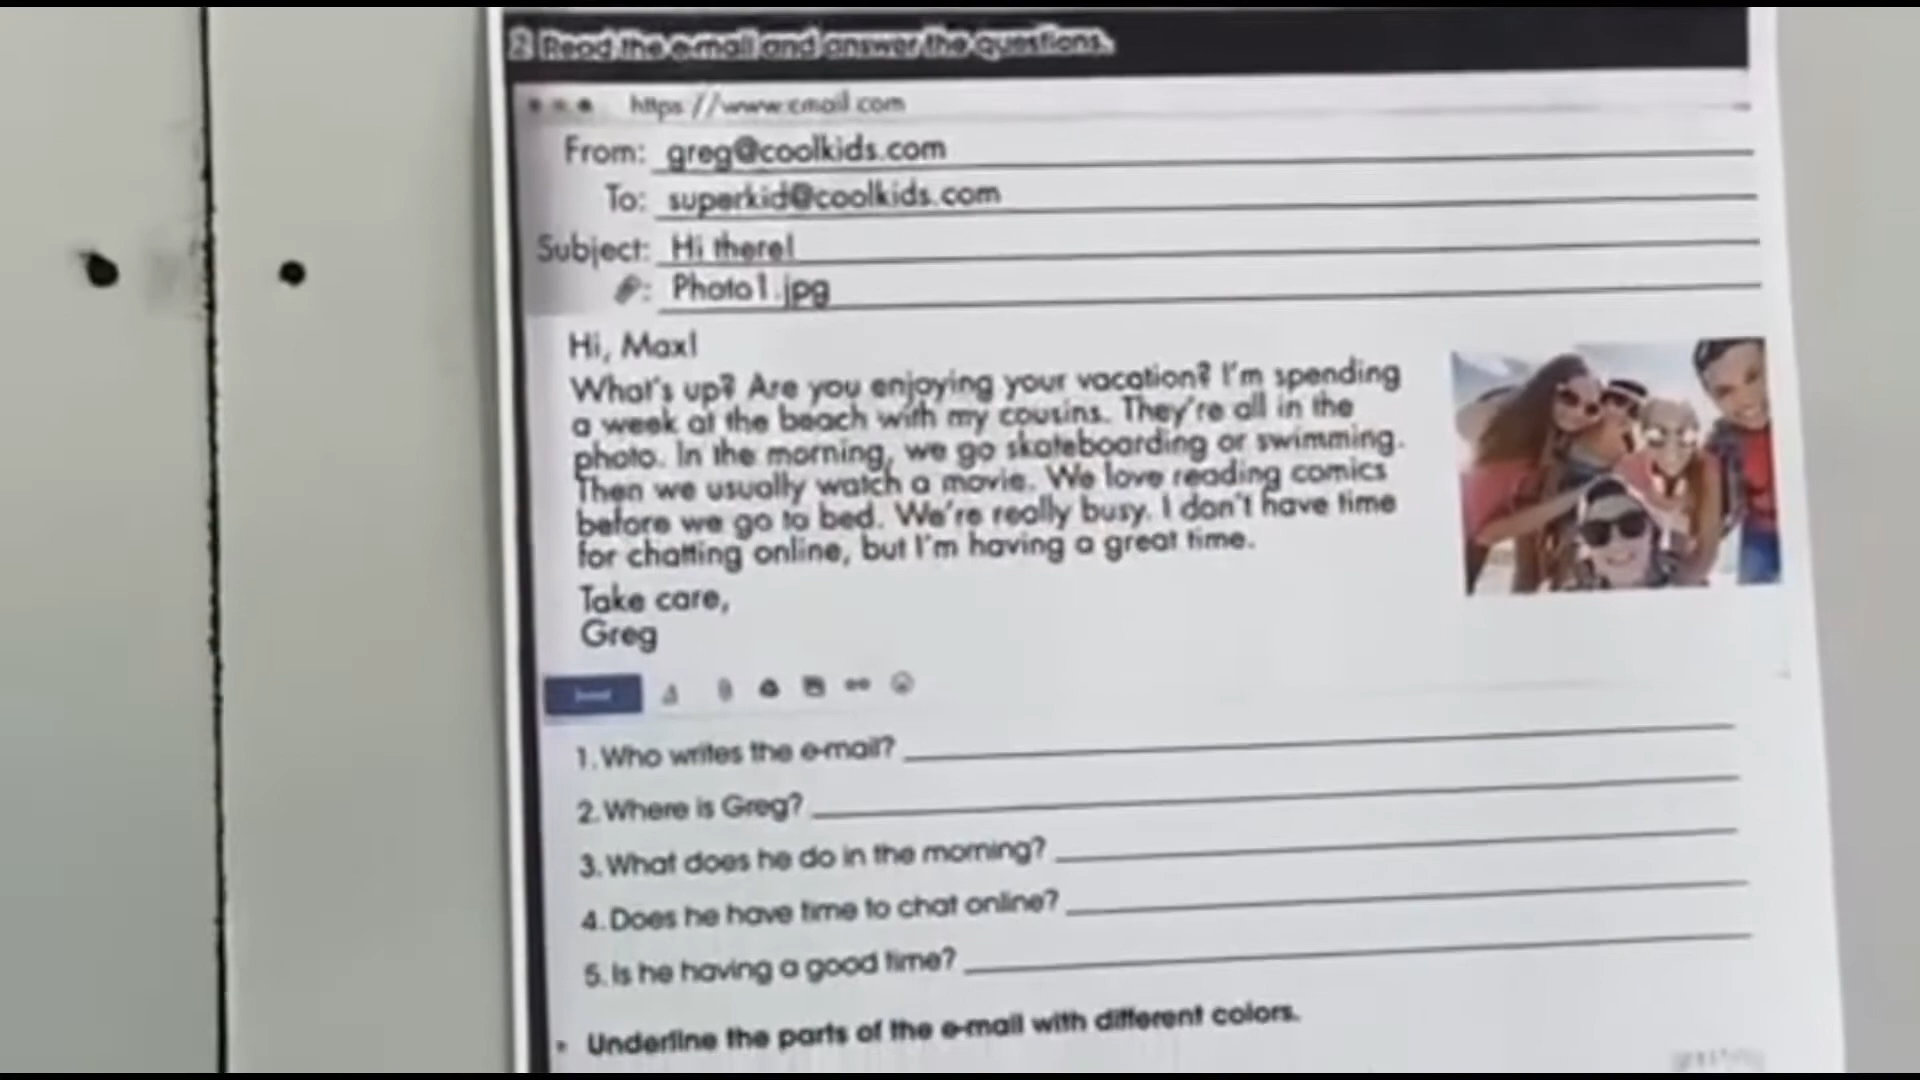 2 Read the e-mail and answer the questions.
https //www.cmail.com
From: greg@coolkids.com
To: superkid@coolkids.com
Subject: Hi there!
: Photo1.jpg
Hi, Max!
What's up? Are you enjoying your vacation? I'm spending
a week at the beach with my cousins. They're all in the
photo. In the morning, we go skateboarding or swimming.
Then we usually watch a movie. We love reading comics
before we go to bed. We're really busy. I don't have time
for chatting online, but I'm having a great time.
Take care,
Greg
1. Who writes the e-mail?
2. Where is Greg?
3. What does he do in the morning?
4. Does he have time to chat online?
5. Is he having a good time?
• Underline the parts of the e-mail with different colors.